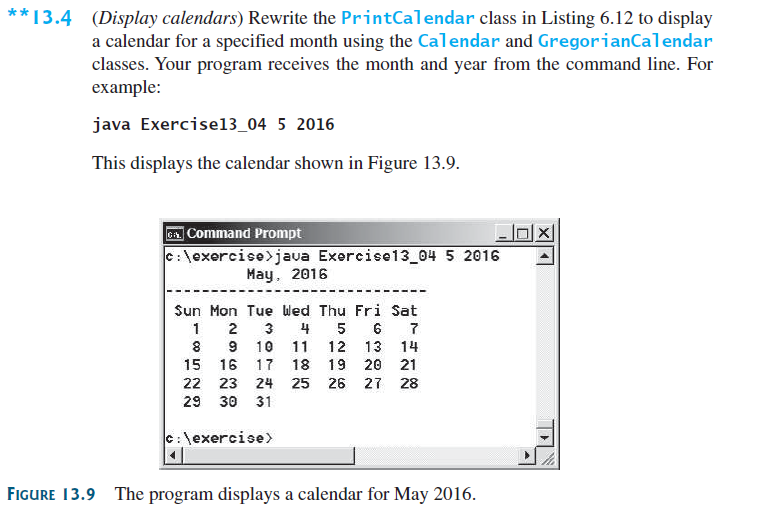 **13.4 (Display calendars) Rewrite the PrintCalendar class in Listing 6.12 to display
a calendar for a specified month using the Calendar and GregorianCalendar
classes. Your program receives the month and year from the command line. For
example:
java Exercise13_04 5 2016
This displays the calendar shown in Figure 13.9.
C:\ Command Prompt
c:\exercise>java Exercise13_04 5 2016
May, 2016
-----------------------------
Sun Mon Tue Wed Thu Fri Sat
1 2 3 4 5 6 7
8 9 10 11 12 13 14
15 16 17 18 19 20 21
22 23 24 25 26 27 28
29 30 31
c:\exercise>
FIGURE 13.9 The program displays a calendar for May 2016.